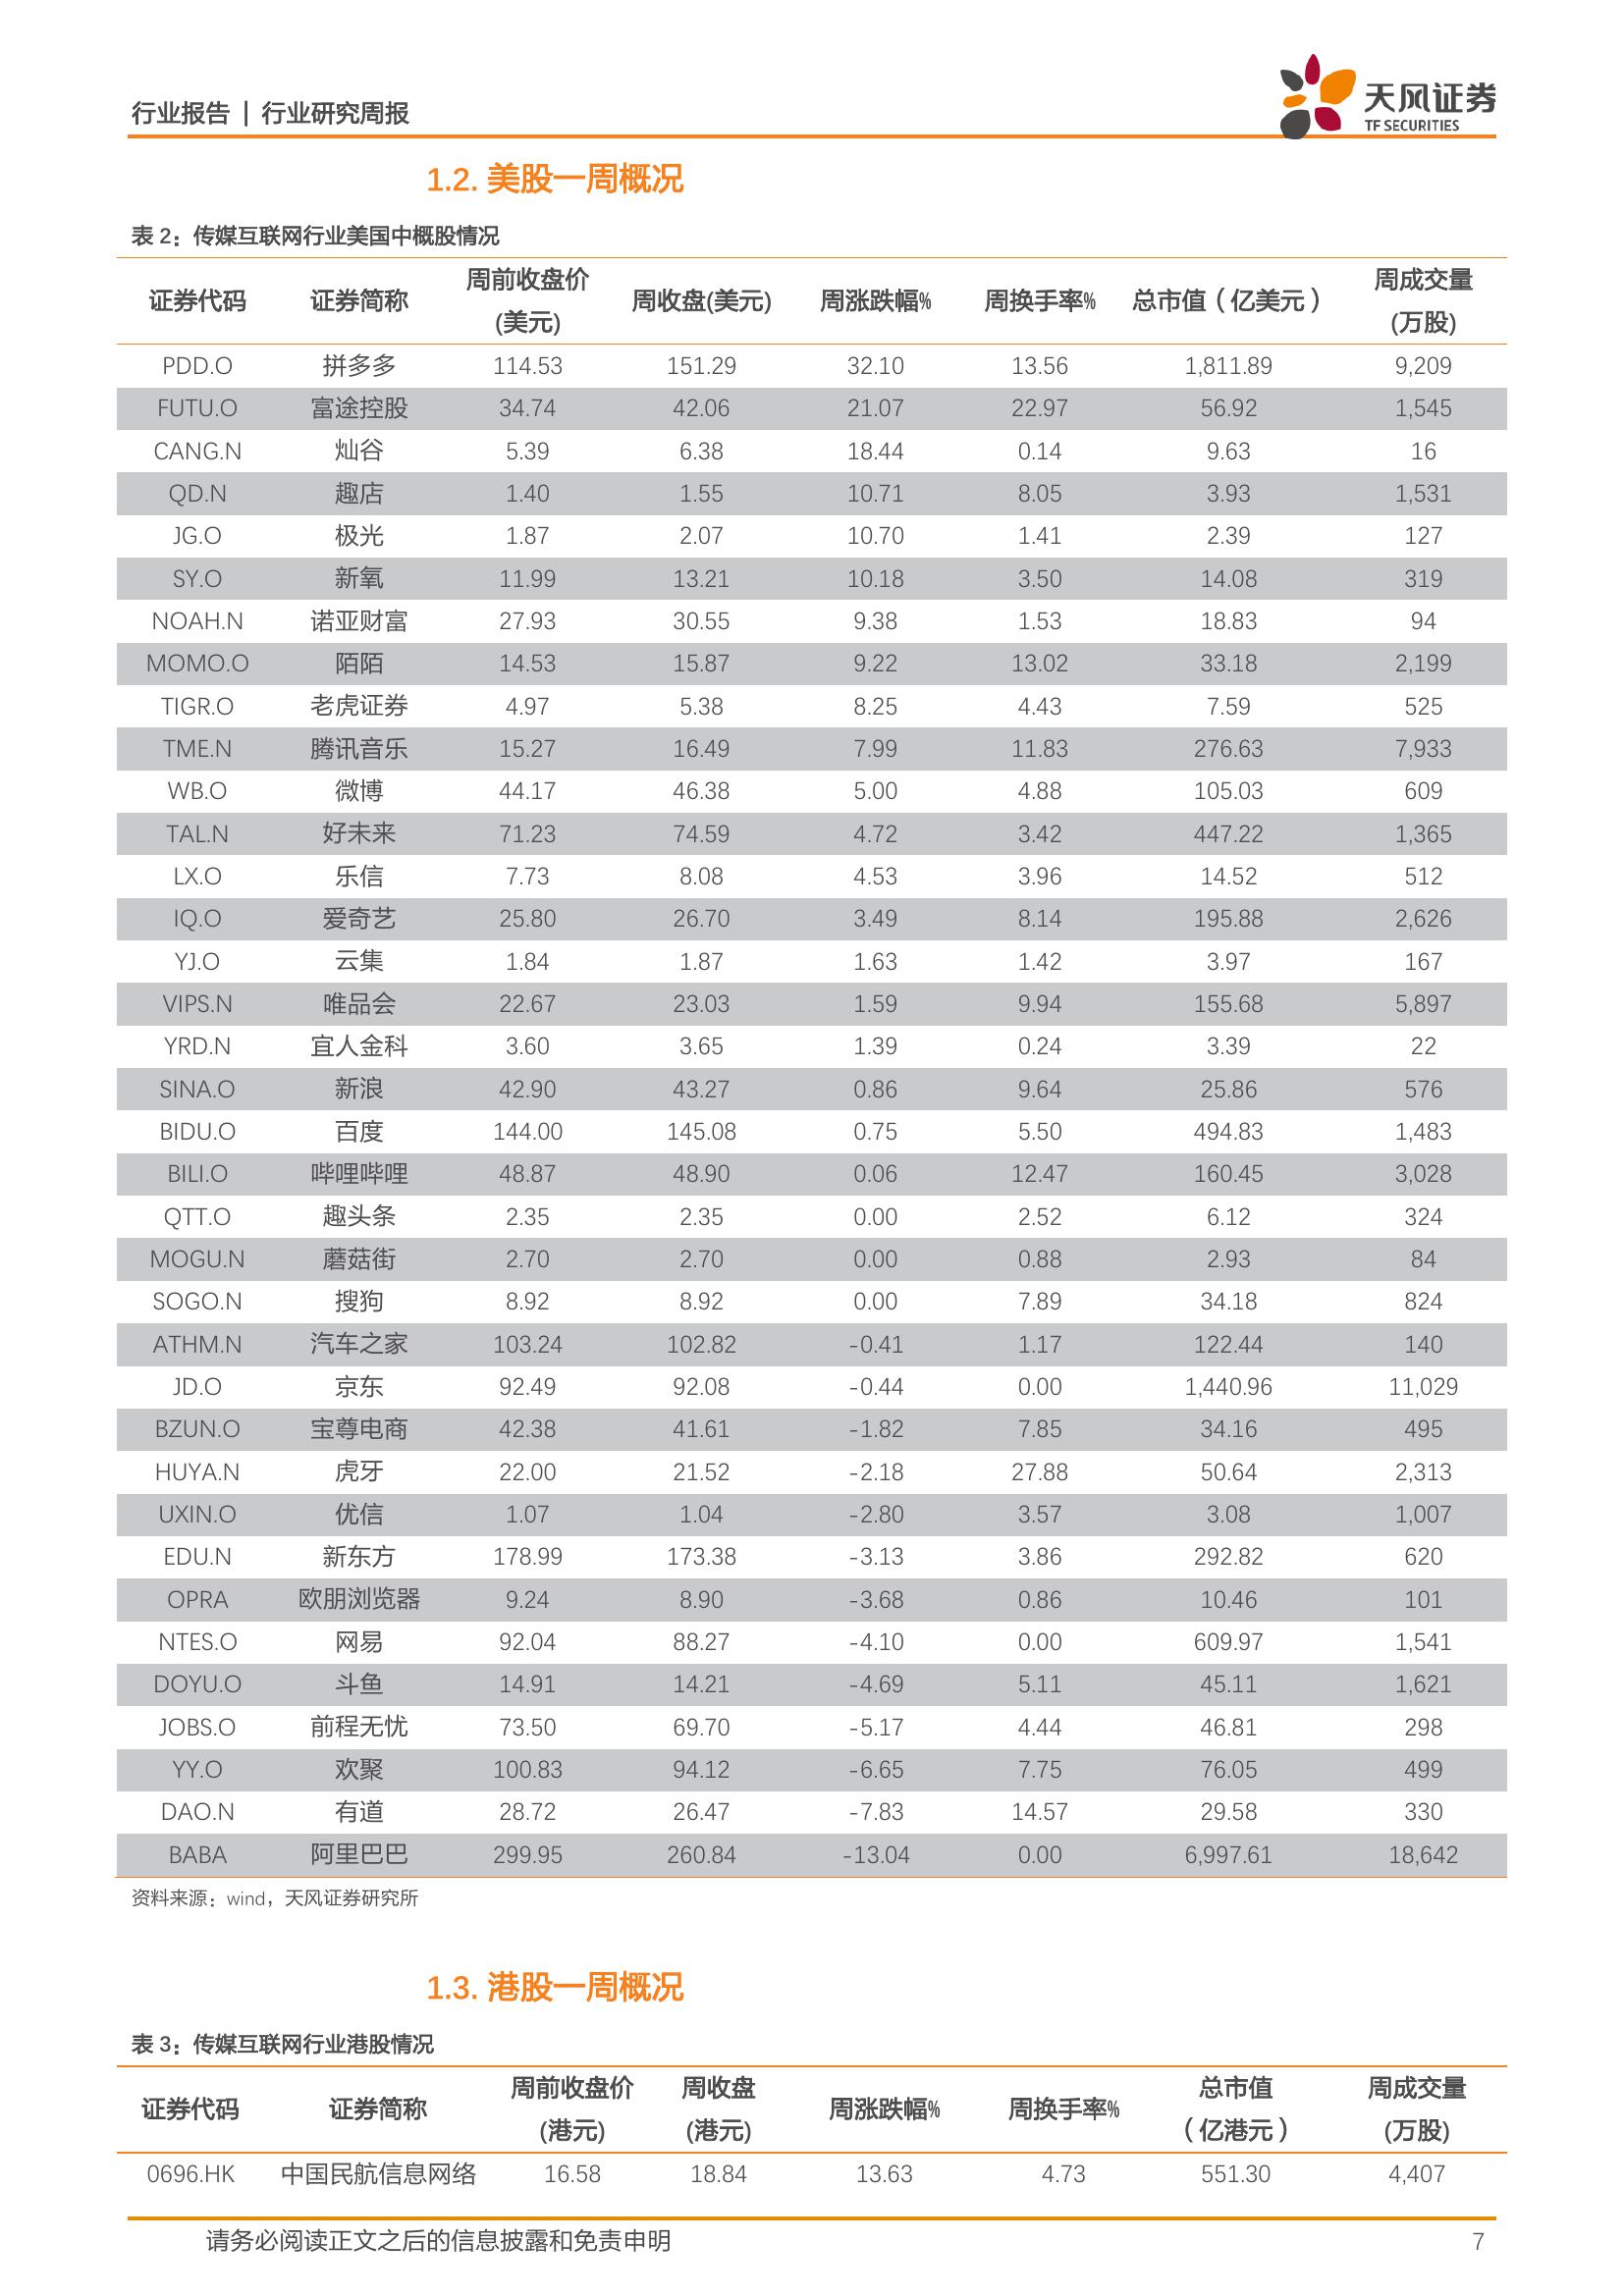 行业报告 | 行业研究周报
天风证券
TF SECURITIES
1.2. 美股一周概况
表 2：传媒互联网行业美国中概股情况
证券代码 证券简称 周前收盘价(美元) 周收盘(美元) 周涨跌幅% 周换手率% 总市值（亿美元） 周成交量(万股)
PDD.O 拼多多 114.53 151.29 32.10 13.56 1,811.89 9,209
FUTU.O 富途控股 34.74 42.06 21.07 22.97 56.92 1,545
CANG.N 灿谷 5.39 6.38 18.44 0.14 9.63 16
QD.N 趣店 1.40 1.55 10.71 8.05 3.93 1,531
JG.O 极光 1.87 2.07 10.70 1.41 2.39 127
SY.O 新氧 11.99 13.21 10.18 3.50 14.08 319
NOAH.N 诺亚财富 27.93 30.55 9.38 1.53 18.83 94
MOMO.O 陌陌 14.53 15.87 9.22 13.02 33.18 2,199
TIGR.O 老虎证券 4.97 5.38 8.25 4.43 7.59 525
TME.N 腾讯音乐 15.27 16.49 7.99 11.83 276.63 7,933
WB.O 微博 44.17 46.38 5.00 4.88 105.03 609
TAL.N 好未来 71.23 74.59 4.72 3.42 447.22 1,365
LX.O 乐信 7.73 8.08 4.53 3.96 14.52 512
IQ.O 爱奇艺 25.80 26.70 3.49 8.14 195.88 2,626
YJ.O 云集 1.84 1.87 1.63 1.42 3.97 167
VIPS.N 唯品会 22.67 23.03 1.59 9.94 155.68 5,897
YRD.N 宜人金科 3.60 3.65 1.39 0.24 3.39 22
SINA.O 新浪 42.90 43.27 0.86 9.64 25.86 576
BIDU.O 百度 144.00 145.08 0.75 5.50 494.83 1,483
BILI.O 哔哩哔哩 48.87 48.90 0.06 12.47 160.45 3,028
QTT.O 趣头条 2.35 2.35 0.00 2.52 6.12 324
MOGU.N 蘑菇街 2.70 2.70 0.00 0.88 2.93 84
SOGO.N 搜狗 8.92 8.92 0.00 7.89 34.18 824
ATHM.N 汽车之家 103.24 102.82 -0.41 1.17 122.44 140
JD.O 京东 92.49 92.08 -0.44 0.00 1,440.96 11,029
BZUN.O 宝尊电商 42.38 41.61 -1.82 7.85 34.16 495
HUYA.N 虎牙 22.00 21.52 -2.18 27.88 50.64 2,313
UXIN.O 优信 1.07 1.04 -2.80 3.57 3.08 1,007
EDU.N 新东方 178.99 173.38 -3.13 3.86 292.82 620
OPRA 欧朋浏览器 9.24 8.90 -3.68 0.86 10.46 101
NTES.O 网易 92.04 88.27 -4.10 0.00 609.97 1,541
DOYU.O 斗鱼 14.91 14.21 -4.69 5.11 45.11 1,621
JOBS.O 前程无忧 73.50 69.70 -5.17 4.44 46.81 298
YY.O 欢聚 100.83 94.12 -6.65 7.75 76.05 499
DAO.N 有道 28.72 26.47 -7.83 14.57 29.58 330
BABA 阿里巴巴 299.95 260.84 -13.04 0.00 6,997.61 18,642
资料来源：wind，天风证券研究所
1.3. 港股一周概况
表 3：传媒互联网行业港股情况
证券代码 证券简称 周前收盘价(港元) 周收盘(港元) 周涨跌幅% 周换手率% 总市值（亿港元） 周成交量(万股)
0696.HK 中国民航信息网络 16.58 18.84 13.63 4.73 551.30 4,407
请务必阅读正文之后的信息披露和免责申明 7